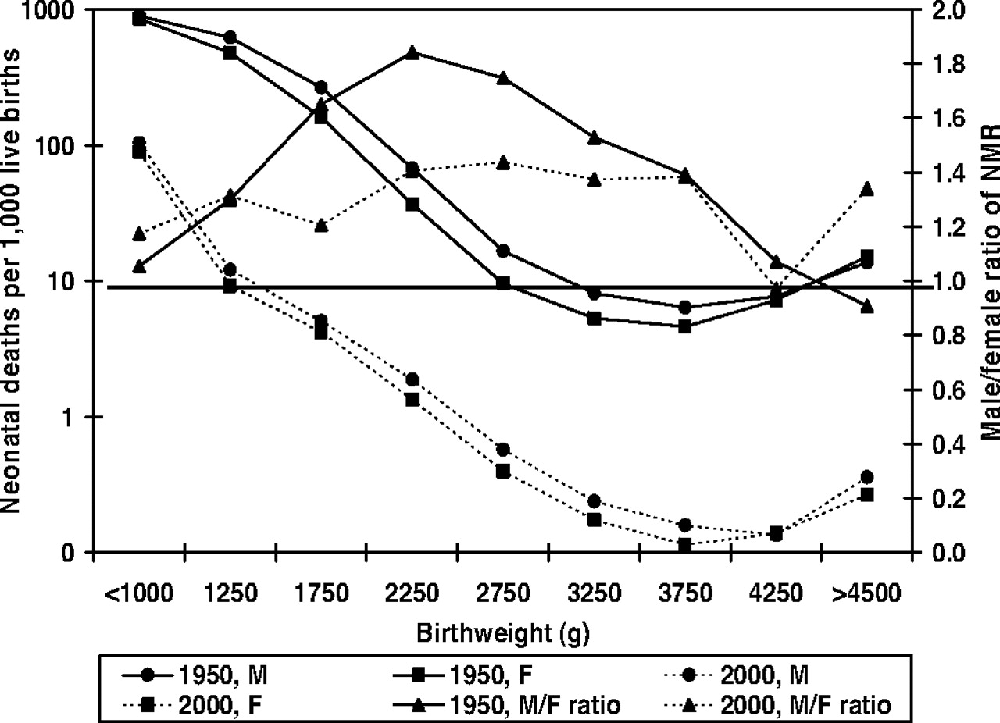 Neonatal deaths per 1,000 live births
1000
100
10
1
0
2.0
1.8
1.6
1.4
1.2
1.0
0.8
0.6
0.4
0.2
0.0
Male/female ratio of NMR
<1000 1250 1750 2250 2750 3250 3750 4250 >4500
Birthweight (g)
1950, M 1950, F 2000, M
2000, F 1950, M/F ratio 2000, M/F ratio